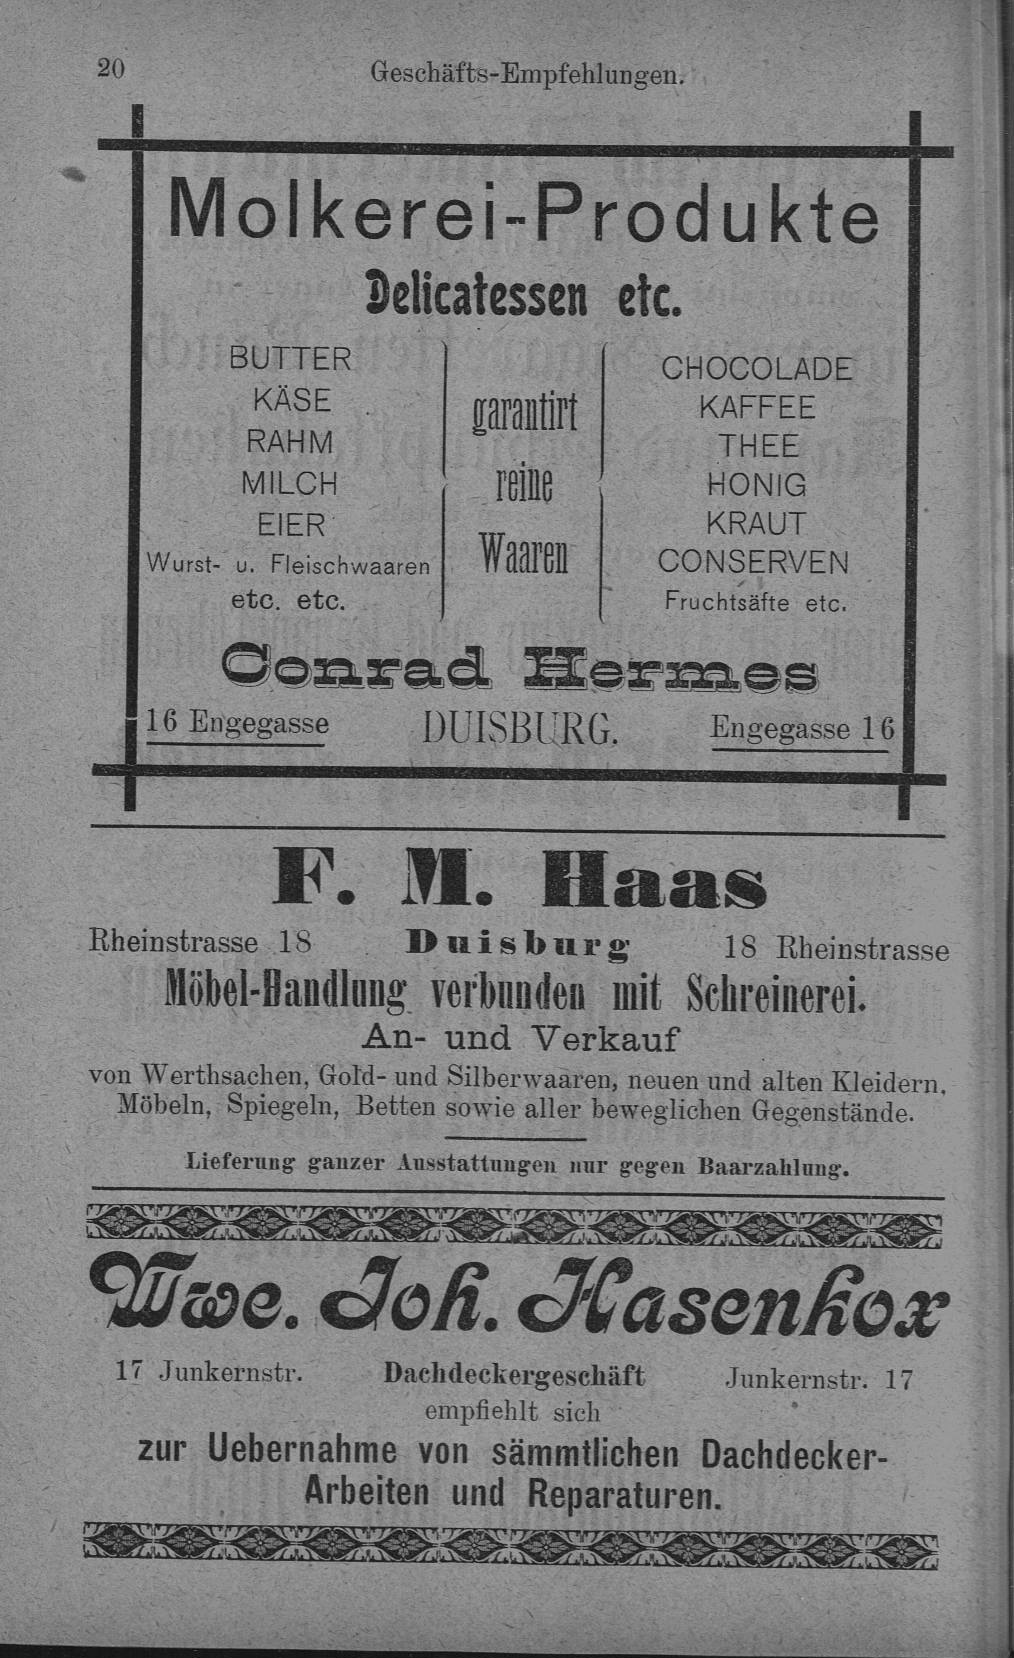 20 Geschäfts-Empfehlungen.
Molkerei-Produkte
Delicatessen etc.
BUTTER
KÄSE
RAHM
MILCH
EIER
Wurst- u. Fleischwaaren
etc. etc.
garantirt
reine
Waaren
CHOCOLADE
KAFFEE
THEE
HONIG
KRAUT
CONSERVEN
Fruchtsäfte etc.
Conrad Hermes
16 Engegasse DUISBURG. Engegasse 16
F. M. Haas
Rheinstrasse 18 Duisburg 18 Rheinstrasse
Möbel-Handlung verbunden mit Schreinerei.
An- und Verkauf
von Werthsachen, Gold- und Silberwaaren, neuen und alten Kleidern,
Möbeln, Spiegeln, Betten sowie aller beweglichen Gegenstände.
Lieferung ganzer Ausstattungen nur gegen Baarzahlung.
Wwe. Joh. Hasenkox
17 Junkernstr. Dachdeckergeschäft Junkernstr. 17
empfiehlt sich
zur Uebernahme von sämmtlichen Dachdecker-
Arbeiten und Reparaturen.